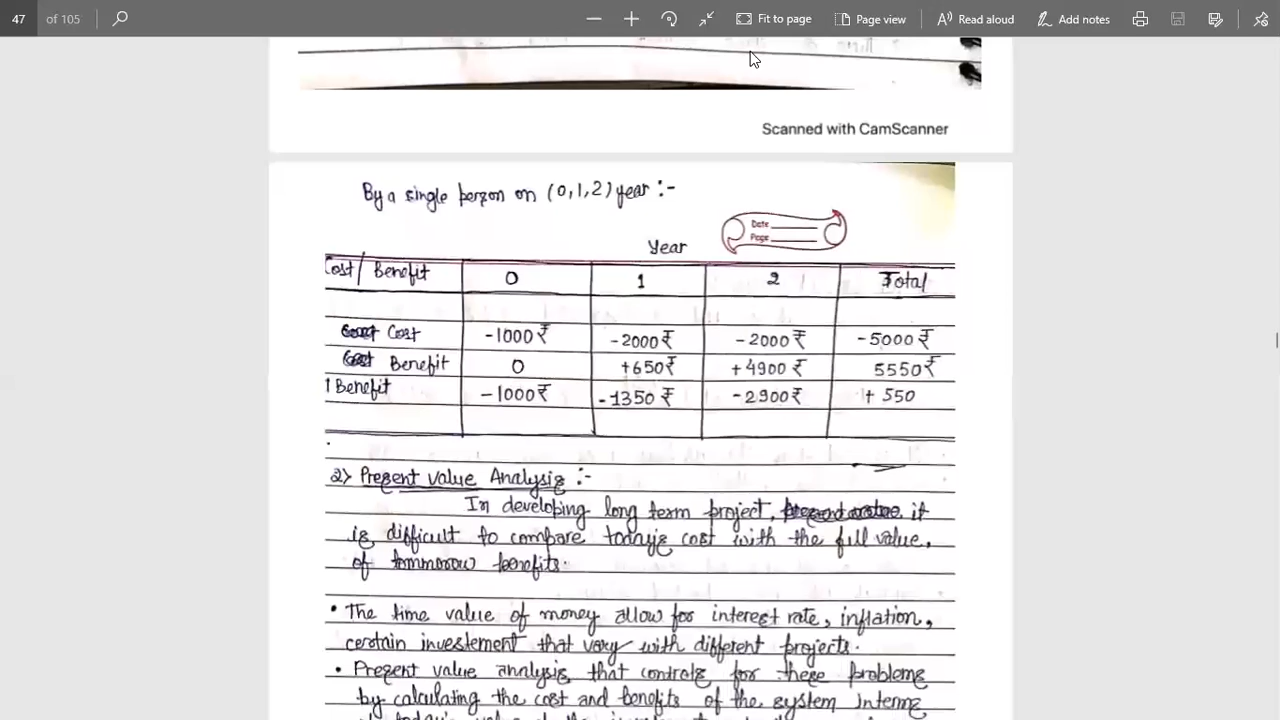 47 of 105 Fit to page Page view Read aloud Add notes
Scanned with CamScanner
By a single person on (0,1,2) year :-
Date
Page
Year
Cost / Benefit 0 1 2 Total
Cost -1000₹ -2000₹ -2000₹ -5000₹
Benefit 0 +650₹ +4900₹ 5550₹
Benefit -1000₹ -1350₹ -2900₹ + 550
2> Present value Analysis :-
In developing long term project, it
is difficult to compare today's cost with the full value,
of tommorow benefits.
• The time value of money allow for interest rate, inflation,
certain investement that vary with different projects.
• Present value analysis that controls for these problems
by calculating the cost and benefits of the system interms